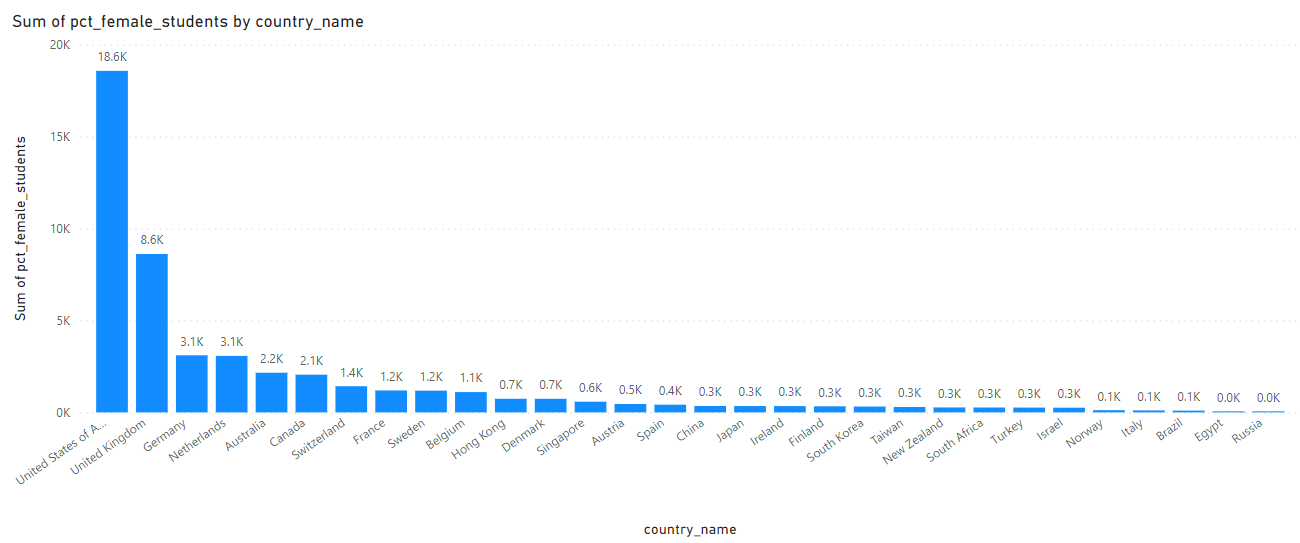 Sum of pct_female_students by country_name
Sum of pct_female_students
20K
15K
10K
5K
0K
18.6K
8.6K
3.1K
3.1K
2.2K
2.1K
1.4K
1.2K
1.2K
1.1K
0.7K
0.7K
0.6K
0.5K
0.4K
0.3K
0.3K
0.3K
0.3K
0.3K
0.3K
0.3K
0.3K
0.3K
0.3K
0.1K
0.1K
0.1K
0.0K
0.0K
United States of A...
United Kingdom
Germany
Netherlands
Australia
Canada
Switzerland
France
Sweden
Belgium
Hong Kong
Denmark
Singapore
Austria
Spain
China
Japan
Ireland
Finland
South Korea
Taiwan
New Zealand
South Africa
Turkey
Israel
Norway
Italy
Brazil
Egypt
Russia
country_name